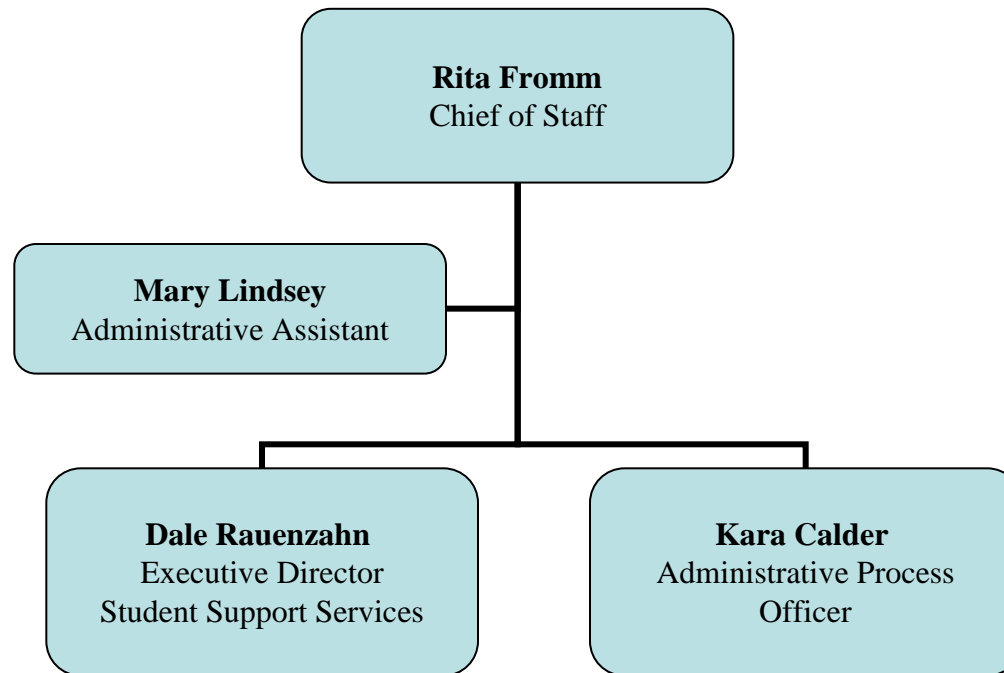 Rita Fromm
Chief of Staff
Mary Lindsey
Administrative Assistant
Dale Rauenzahn
Executive Director
Student Support Services
Kara Calder
Administrative Process
Officer